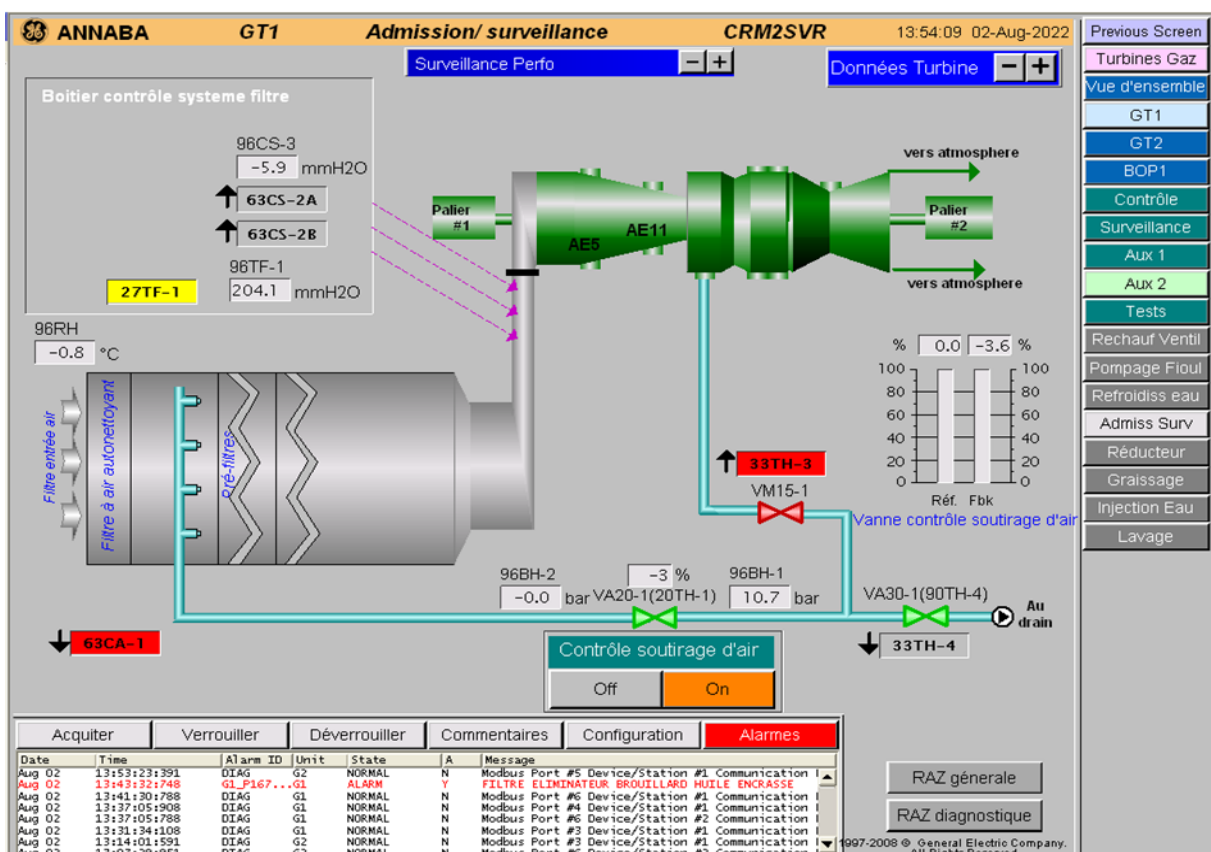 ANNABA GT1 Admission/ surveillance CRM2SVR 13:54:09 02-Aug-2022
Previous Screen
Surveillance Perfo − +
Données Turbine − +
Turbines Gaz
Vue d'ensemble
GT1
GT2
BOP1
Contrôle
Surveillance
Aux 1
Aux 2
Tests
Rechauf Ventil
Pompage Fioul
Refroidiss eau
Admiss Surv
Réducteur
Graissage
Injection Eau
Lavage
Boitier contrôle systeme filtre
96CS-3
-5.9 mmH2O
63CS-2A
63CS-2B
96TF-1
27TF-1 204.1 mmH2O
96RH
-0.8 °C
Palier #1
AE5
AE11
vers atmosphere
Palier #2
vers atmosphere
% 0.0 -3.6 %
100 100
80 80
60 60
40 40
20 20
0 0
Réf. Fbk
Vanne contrôle soutirage d'air
33TH-3
VM15-1
Filtre entrée air
Filtre à air autonettoyant
Pré-filtres
96BH-2
-0.0 bar
-3 %
VA20-1(20TH-1)
96BH-1
10.7 bar
VA30-1(90TH-4)
Au drain
33TH-4
63CA-1
Contrôle soutirage d'air
Off On
Acquiter Verrouiller Déverrouiller Commentaires Configuration Alarmes
Date Time Alarm ID Unit State A Message
Aug 02 13:53:23:391 DIAG G2 NORMAL N Modbus Port #5 Device/Station #1 Communication
Aug 02 13:43:32:748 G1_P167...G1 ALARM Y FILTRE ELIMINATEUR BROUILLARD HUILE ENCRASSE
Aug 02 13:41:30:788 DIAG G1 NORMAL N Modbus Port #6 Device/Station #1 Communication
Aug 02 13:37:05:908 DIAG G1 NORMAL N Modbus Port #4 Device/Station #1 Communication
Aug 02 13:37:05:788 DIAG G1 NORMAL N Modbus Port #6 Device/Station #2 Communication
Aug 02 13:31:34:108 DIAG G1 NORMAL N Modbus Port #3 Device/Station #1 Communication
Aug 02 13:14:01:591 DIAG G2 NORMAL N Modbus Port #3 Device/Station #1 Communication
RAZ génerale
RAZ diagnostique
1997-2008 © General Electric Company.